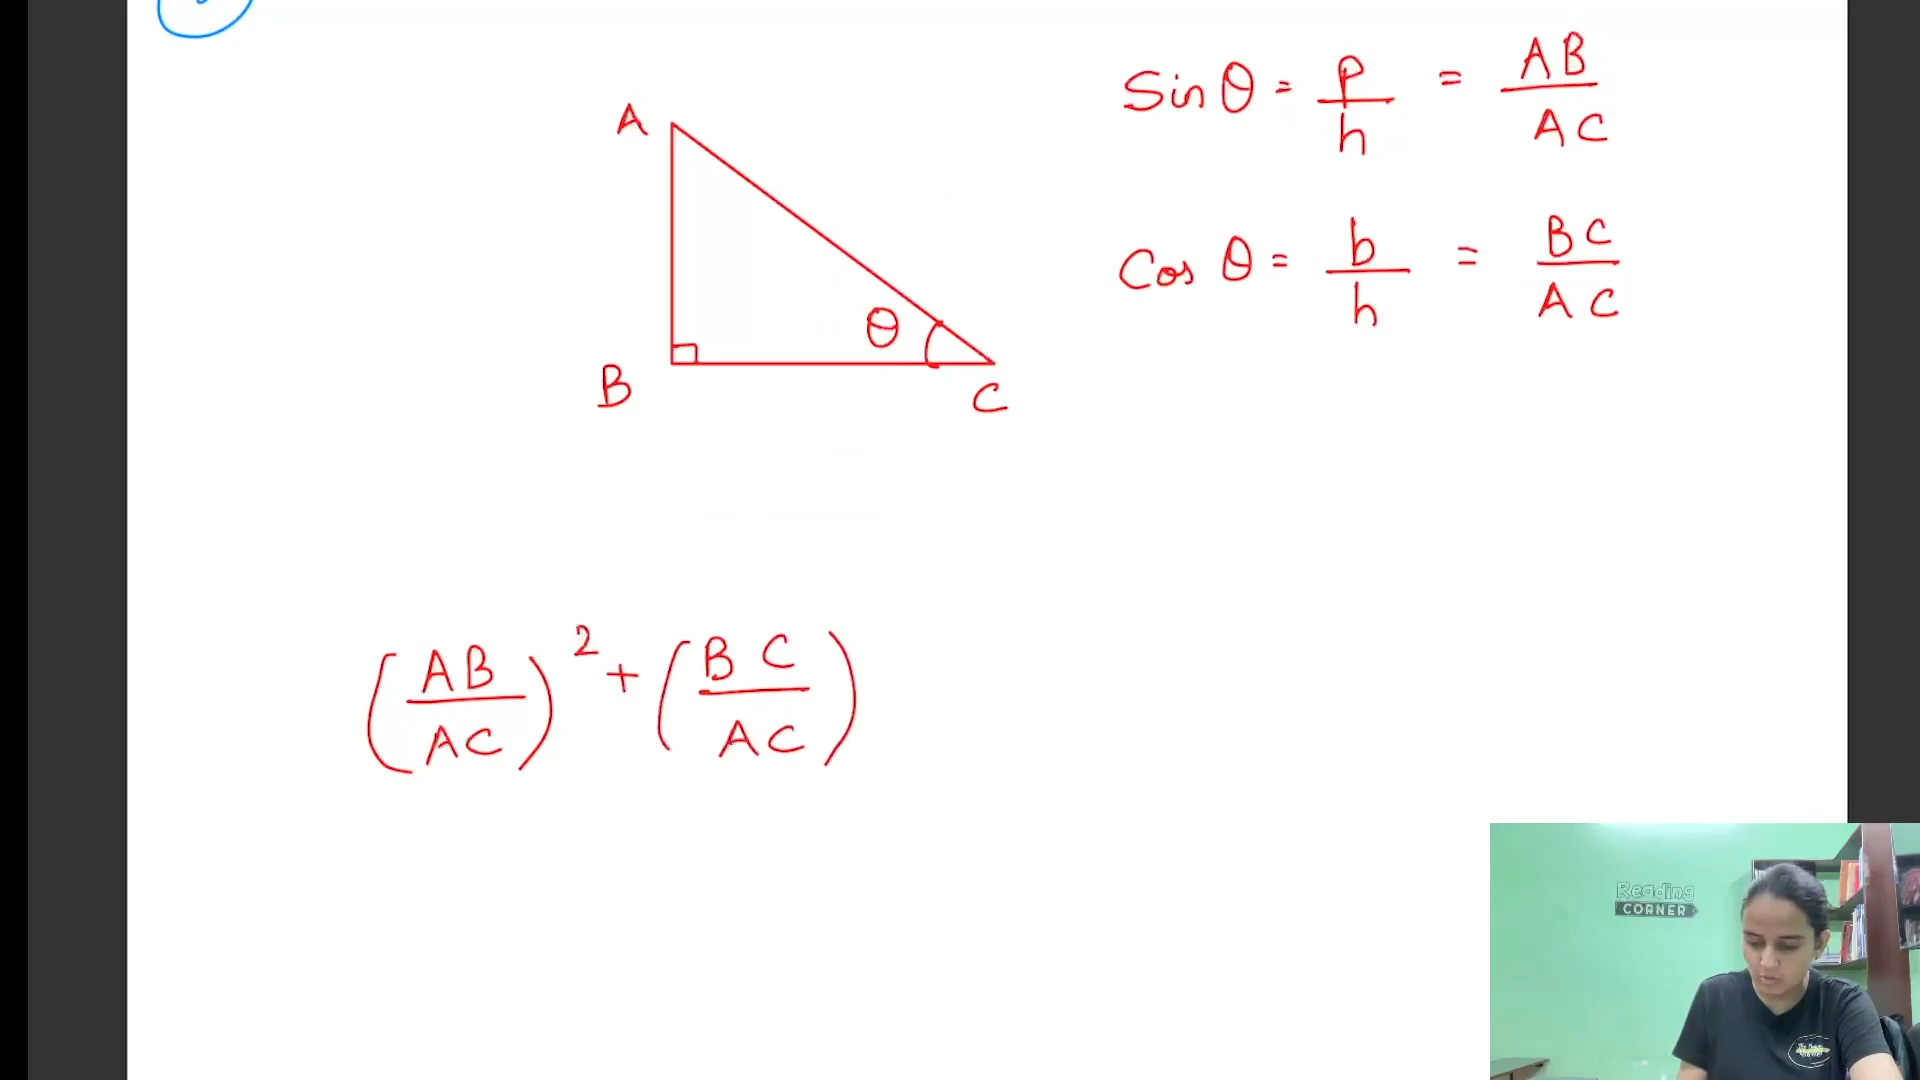 Sin θ = p/h = AB/AC
Cos θ = b/h = BC/AC
A
θ
B
C
(AB/AC)² + (BC/AC)
Reading
CORNER